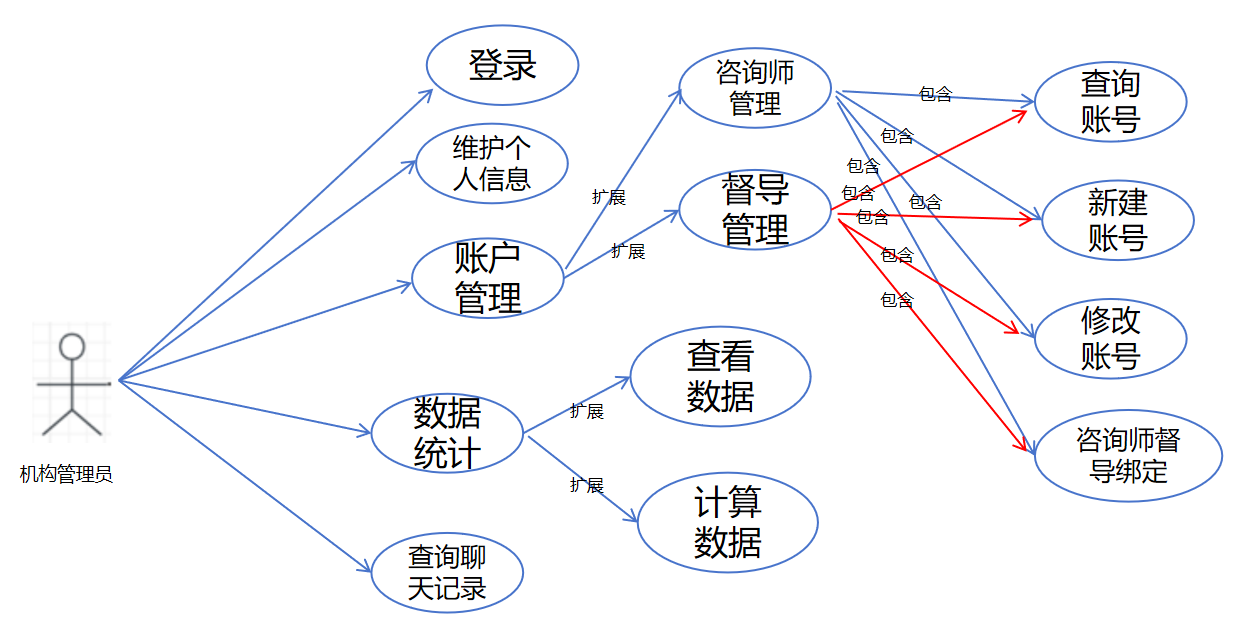 登录
维护个
人信息
账户
管理
数据
统计
查询聊
天记录
机构管理员
扩展
扩展
扩展
扩展
咨询师
管理
督导
管理
查看
数据
计算
数据
包含
包含
包含
包含
包含
包含
包含
包含
查询
账号
新建
账号
修改
账号
咨询师督
导绑定